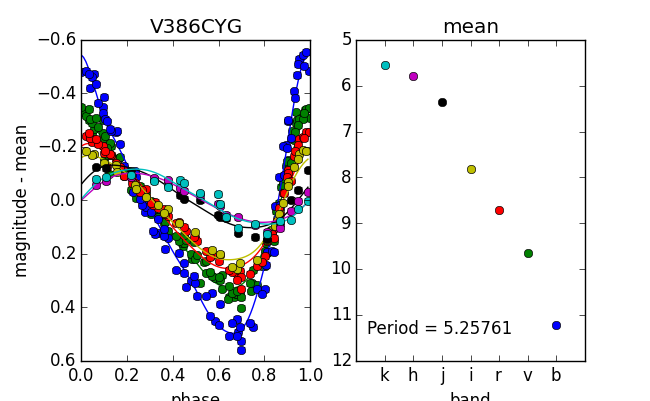 V386CYG
mean
magnitude - mean
−0.6
−0.4
−0.2
0.0
0.2
0.4
0.6
0.0 0.2 0.4 0.6 0.8 1.0
phase
5
6
7
8
9
10
11
12
Period = 5.25761
k h j i r v b
band